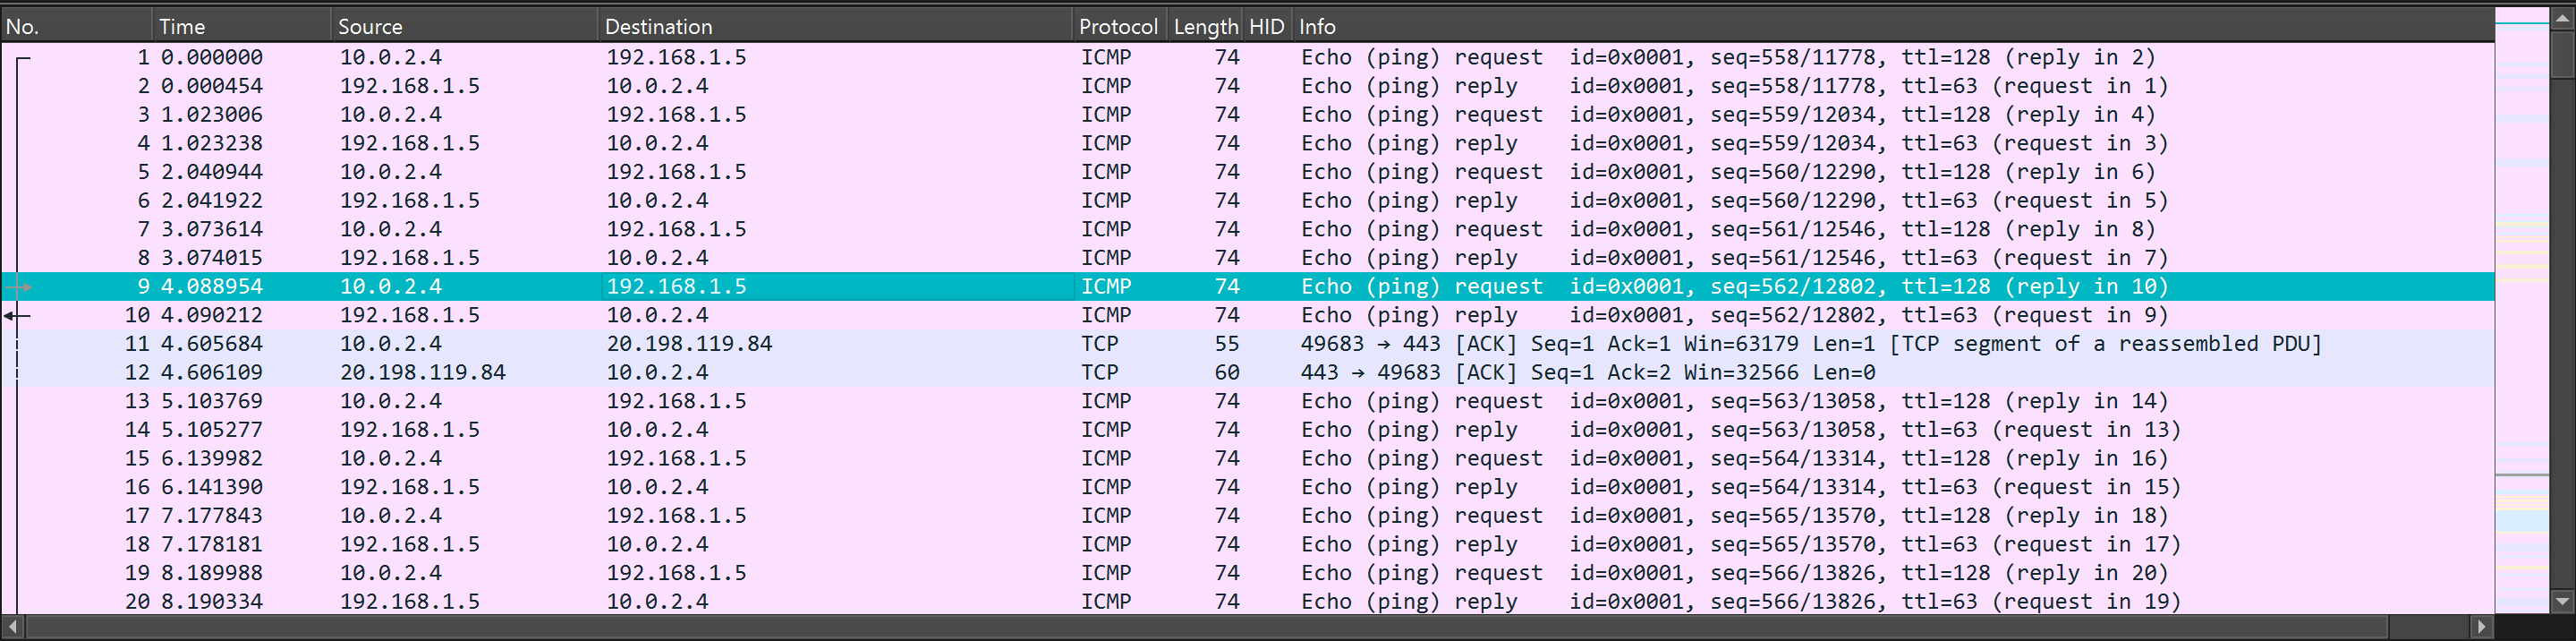 No. Time Source Destination Protocol Length HID Info
1 0.000000 10.0.2.4 192.168.1.5 ICMP 74 Echo (ping) request id=0x0001, seq=558/11778, ttl=128 (reply in 2)
2 0.000454 192.168.1.5 10.0.2.4 ICMP 74 Echo (ping) reply id=0x0001, seq=558/11778, ttl=63 (request in 1)
3 1.023006 10.0.2.4 192.168.1.5 ICMP 74 Echo (ping) request id=0x0001, seq=559/12034, ttl=128 (reply in 4)
4 1.023238 192.168.1.5 10.0.2.4 ICMP 74 Echo (ping) reply id=0x0001, seq=559/12034, ttl=63 (request in 3)
5 2.040944 10.0.2.4 192.168.1.5 ICMP 74 Echo (ping) request id=0x0001, seq=560/12290, ttl=128 (reply in 6)
6 2.041922 192.168.1.5 10.0.2.4 ICMP 74 Echo (ping) reply id=0x0001, seq=560/12290, ttl=63 (request in 5)
7 3.073614 10.0.2.4 192.168.1.5 ICMP 74 Echo (ping) request id=0x0001, seq=561/12546, ttl=128 (reply in 8)
8 3.074015 192.168.1.5 10.0.2.4 ICMP 74 Echo (ping) reply id=0x0001, seq=561/12546, ttl=63 (request in 7)
9 4.088954 10.0.2.4 192.168.1.5 ICMP 74 Echo (ping) request id=0x0001, seq=562/12802, ttl=128 (reply in 10)
10 4.090212 192.168.1.5 10.0.2.4 ICMP 74 Echo (ping) reply id=0x0001, seq=562/12802, ttl=63 (request in 9)
11 4.605684 10.0.2.4 20.198.119.84 TCP 55 49683 → 443 [ACK] Seq=1 Ack=1 Win=63179 Len=1 [TCP segment of a reassembled PDU]
12 4.606109 20.198.119.84 10.0.2.4 TCP 60 443 → 49683 [ACK] Seq=1 Ack=2 Win=32566 Len=0
13 5.103769 10.0.2.4 192.168.1.5 ICMP 74 Echo (ping) request id=0x0001, seq=563/13058, ttl=128 (reply in 14)
14 5.105277 192.168.1.5 10.0.2.4 ICMP 74 Echo (ping) reply id=0x0001, seq=563/13058, ttl=63 (request in 13)
15 6.139982 10.0.2.4 192.168.1.5 ICMP 74 Echo (ping) request id=0x0001, seq=564/13314, ttl=128 (reply in 16)
16 6.141390 192.168.1.5 10.0.2.4 ICMP 74 Echo (ping) reply id=0x0001, seq=564/13314, ttl=63 (request in 15)
17 7.177843 10.0.2.4 192.168.1.5 ICMP 74 Echo (ping) request id=0x0001, seq=565/13570, ttl=128 (reply in 18)
18 7.178181 192.168.1.5 10.0.2.4 ICMP 74 Echo (ping) reply id=0x0001, seq=565/13570, ttl=63 (request in 17)
19 8.189988 10.0.2.4 192.168.1.5 ICMP 74 Echo (ping) request id=0x0001, seq=566/13826, ttl=128 (reply in 20)
20 8.190334 192.168.1.5 10.0.2.4 ICMP 74 Echo (ping) reply id=0x0001, seq=566/13826, ttl=63 (request in 19)